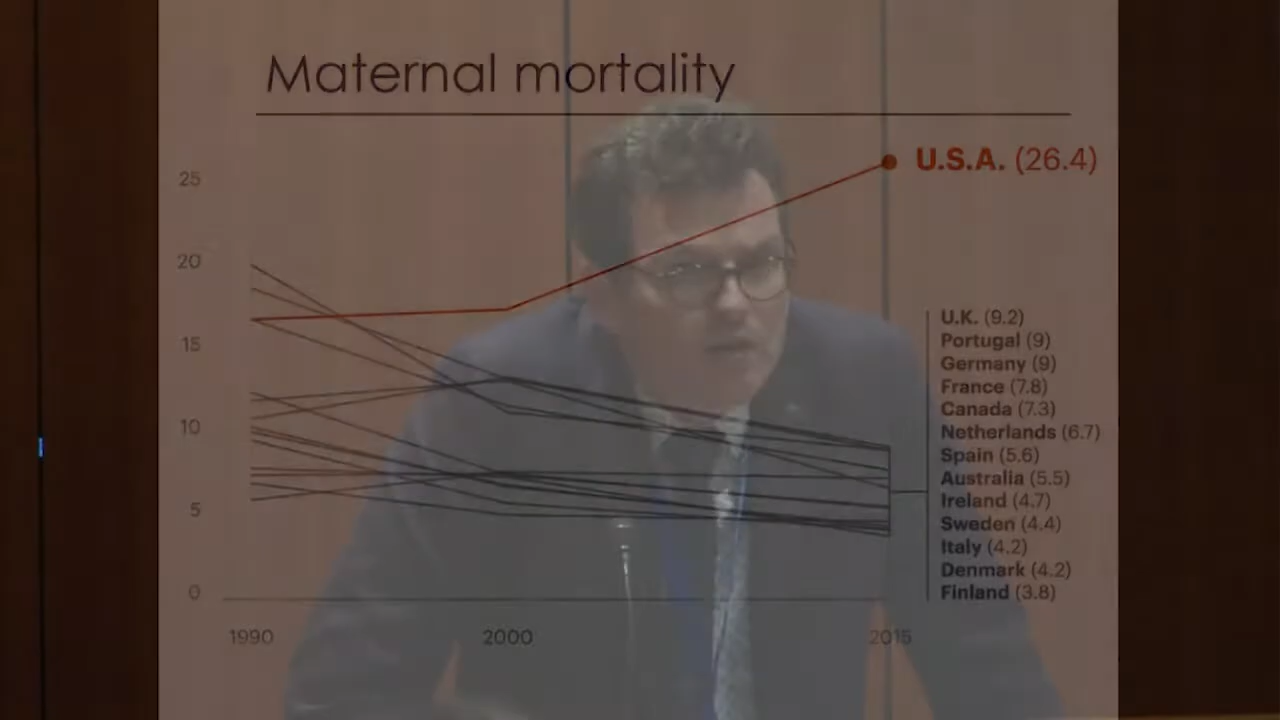 Maternal mortality
25
20
15
10
5
0
1990
2000
2015
U.S.A. (26.4)
U.K. (9.2)
Portugal (9)
Germany (9)
France (7.8)
Canada (7.3)
Netherlands (6.7)
Spain (5.6)
Australia (5.5)
Ireland (4.7)
Sweden (4.4)
Italy (4.2)
Denmark (4.2)
Finland (3.8)